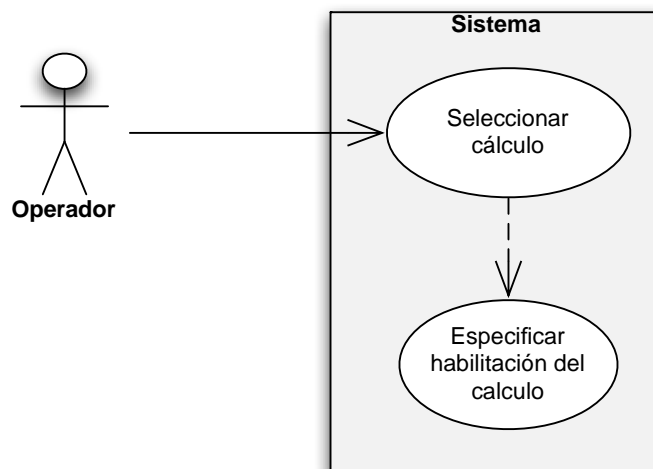 Sistema
Seleccionar
cálculo
Operador
Especificar
habilitación del
calculo